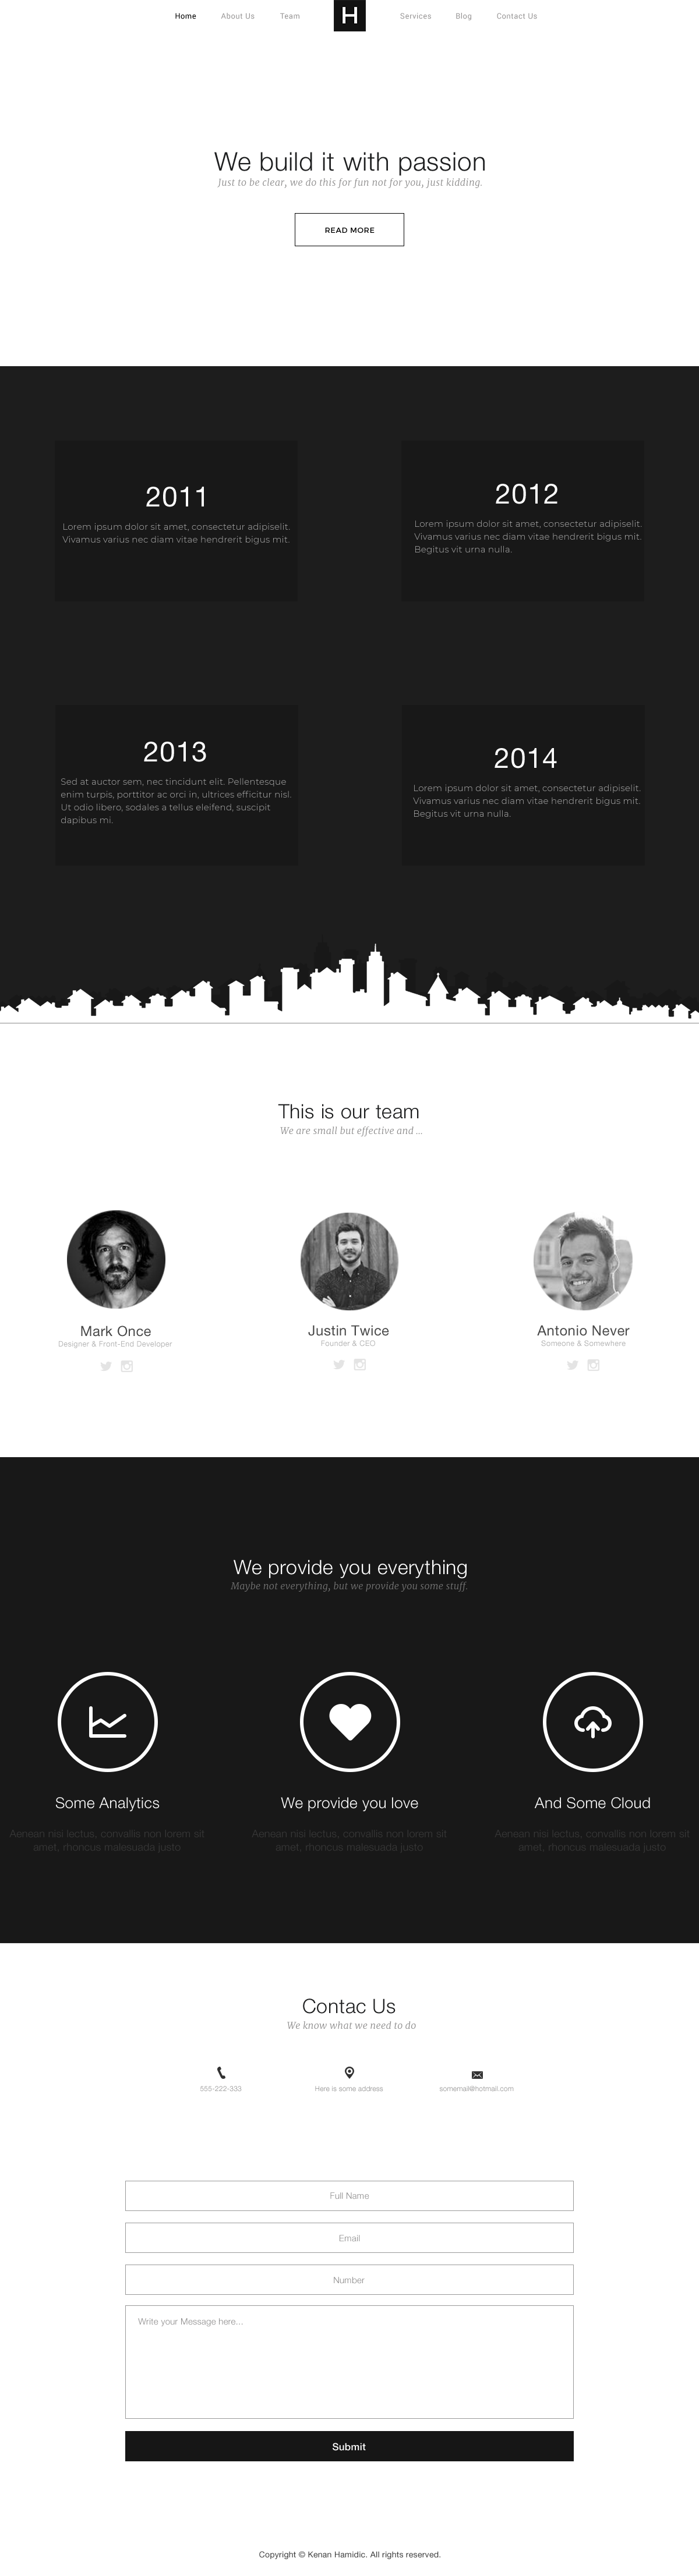 Home
About Us
Team
H
Services
Blog
Contact Us
We build it with passion
Just to be clear, we do this for fun not for you, just kidding.
READ MORE
2011
Lorem ipsum dolor sit amet, consectetur adipiselit.
Vivamus varius nec diam vitae hendrerit bigus mit.
2012
Lorem ipsum dolor sit amet, consectetur adipiselit.
Vivamus varius nec diam vitae hendrerit bigus mit.
Begitus vit urna nulla.
2013
Sed at auctor sem, nec tincidunt elit. Pellentesque
enim turpis, porttitor ac orci in, ultrices efficitur nisl.
Ut odio libero, sodales a tellus eleifend, suscipit
dapibus mi.
2014
Lorem ipsum dolor sit amet, consectetur adipiselit.
Vivamus varius nec diam vitae hendrerit bigus mit.
Begitus vit urna nulla.
This is our team
We are small but effective and ...
Mark Once
Designer & Front-End Developer
Justin Twice
Founder & CEO
Antonio Never
Someone & Somewhere
We provide you everything
Maybe not everything, but we provide you some stuff.
Some Analytics
Aenean nisi lectus, convallis non lorem sit
amet, rhoncus malesuada justo
We provide you love
Aenean nisi lectus, convallis non lorem sit
amet, rhoncus malesuada justo
And Some Cloud
Aenean nisi lectus, convallis non lorem sit
amet, rhoncus malesuada justo
Contac Us
We know what we need to do
555-222-333
Here is some address
somemail@hotmail.com
Full Name
Email
Number
Write your Message here...
Submit
Copyright © Kenan Hamidic. All rights reserved.